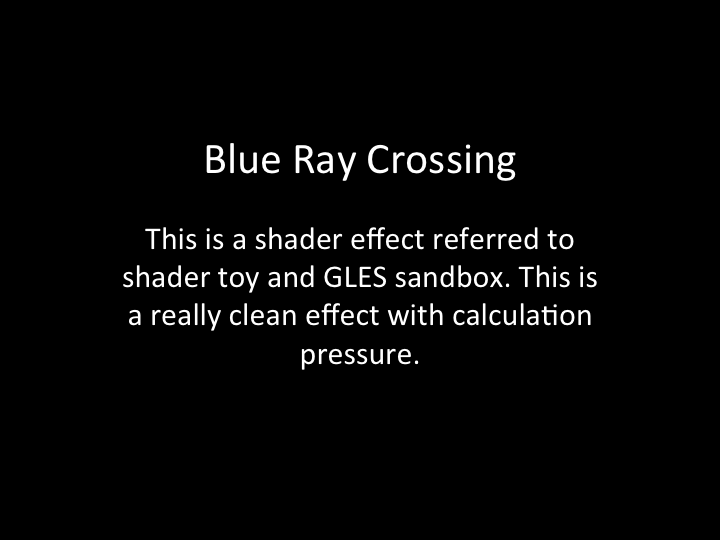 Blue Ray Crossing
This is a shader effect referred to
shader toy and GLES sandbox. This is
a really clean effect with calculation
pressure.